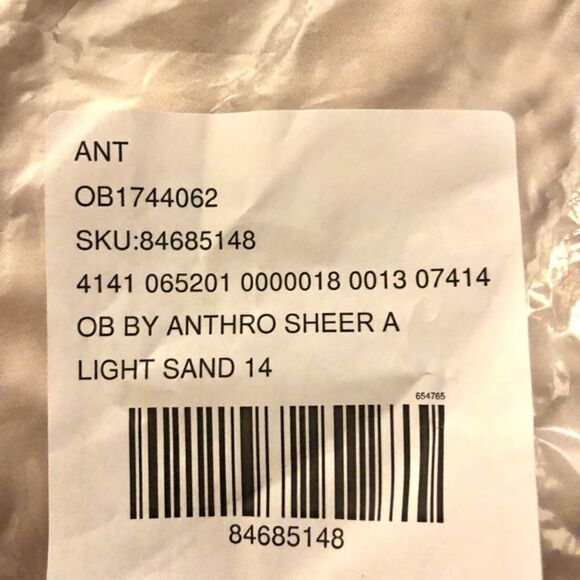 ANT
OB1744062
SKU:84685148
4141 065201 0000018 0013 07414
OB BY ANTHRO SHEER A
LIGHT SAND 14
654765
84685148